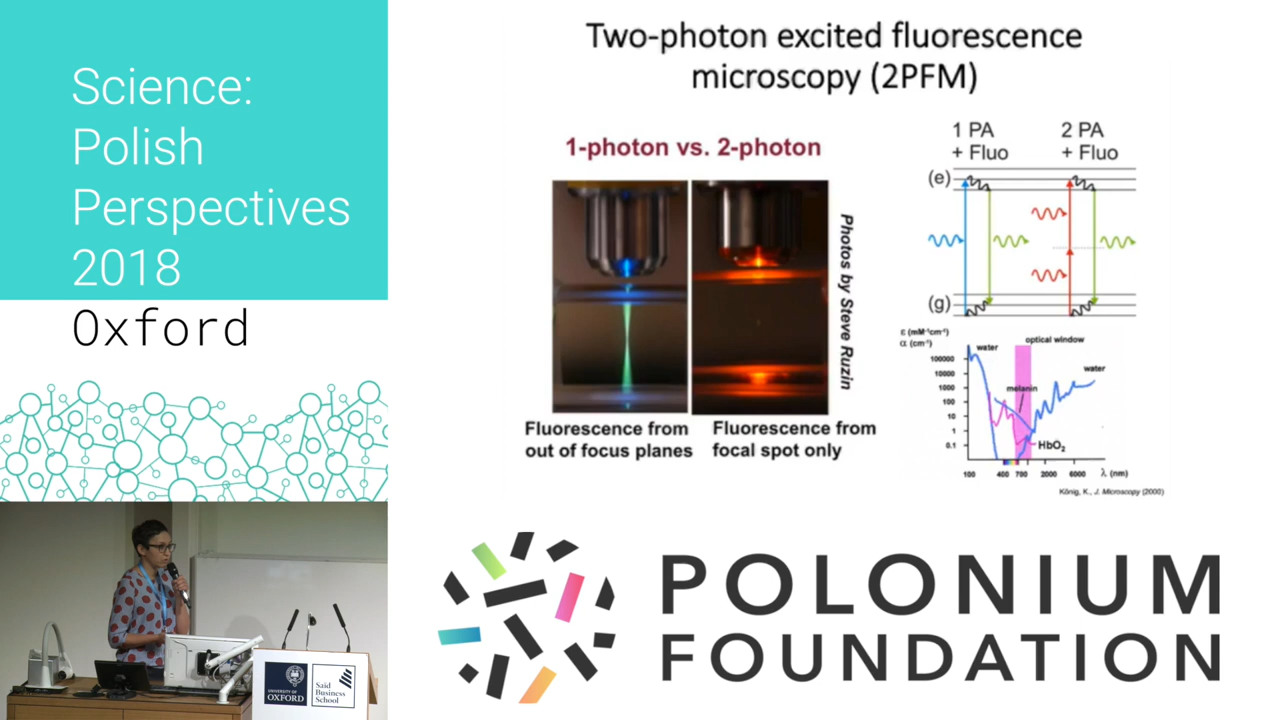 Science:
Polish
Perspectives
2018
Oxford
Two-photon excited fluorescence
microscopy (2PFM)
1-photon vs. 2-photon
Photos by Steve Ruzin
Fluorescence from
out of focus planes
Fluorescence from
focal spot only
1 PA
+ Fluo
2 PA
+ Fluo
(e)
(g)
ε (mM⁻¹cm⁻¹)
α (cm⁻¹)
optical window
water
water
melanin
HbO₂
100000
10000
1000
100
10
1
0.1
100
400
700
2000
6000
λ (nm)
König, K., J. Microscopy (2000)
UNIVERSITY OF
OXFORD
Saïd
Business
School
POLONIUM
FOUNDATION